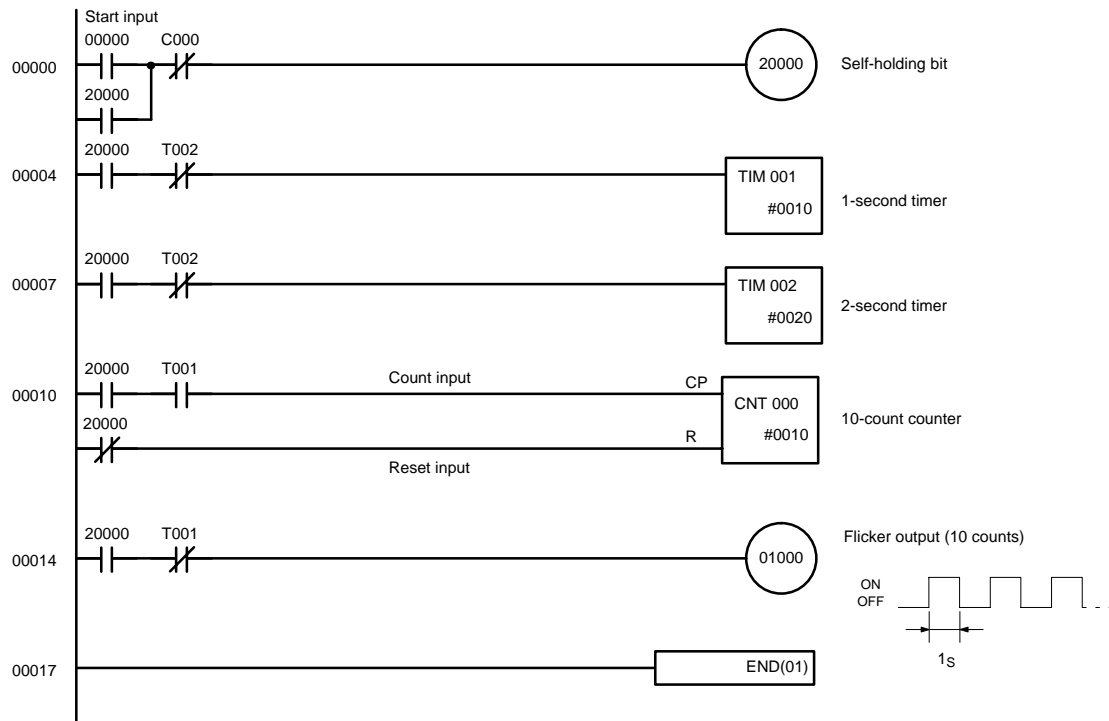 Start input
00000 C000
00000
20000 Self-holding bit
20000
20000 T002
00004
TIM 001
#0010
1-second timer
20000 T002
00007
TIM 002
#0020
2-second timer
20000 T001
00010
Count input
CP
CNT 000
#0010
10-count counter
20000
R
Reset input
20000 T001
00014
01000
Flicker output (10 counts)
ON
OFF
1S
00017
END(01)